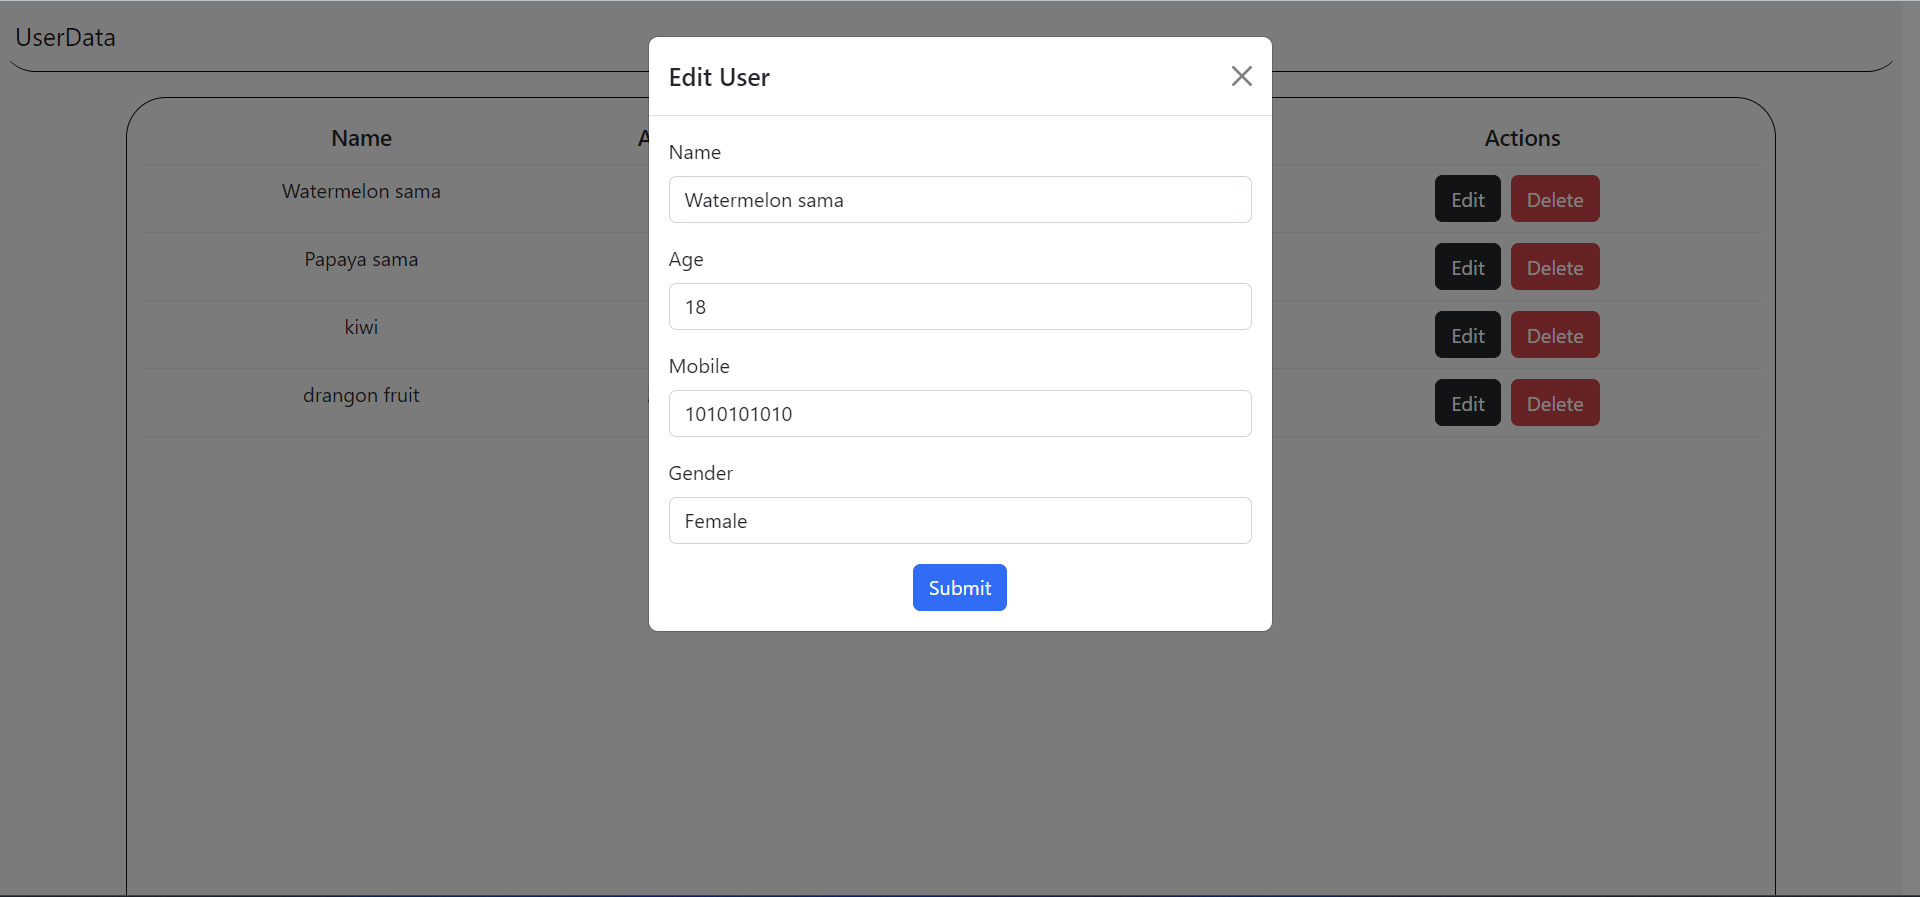 UserData
Edit User
Name
Actions
Name
Watermelon sama
Watermelon sama
Edit Delete
Age
Papaya sama
18
Edit Delete
kiwi
Mobile
Edit Delete
drangon fruit
1010101010
Edit Delete
Gender
Female
Submit